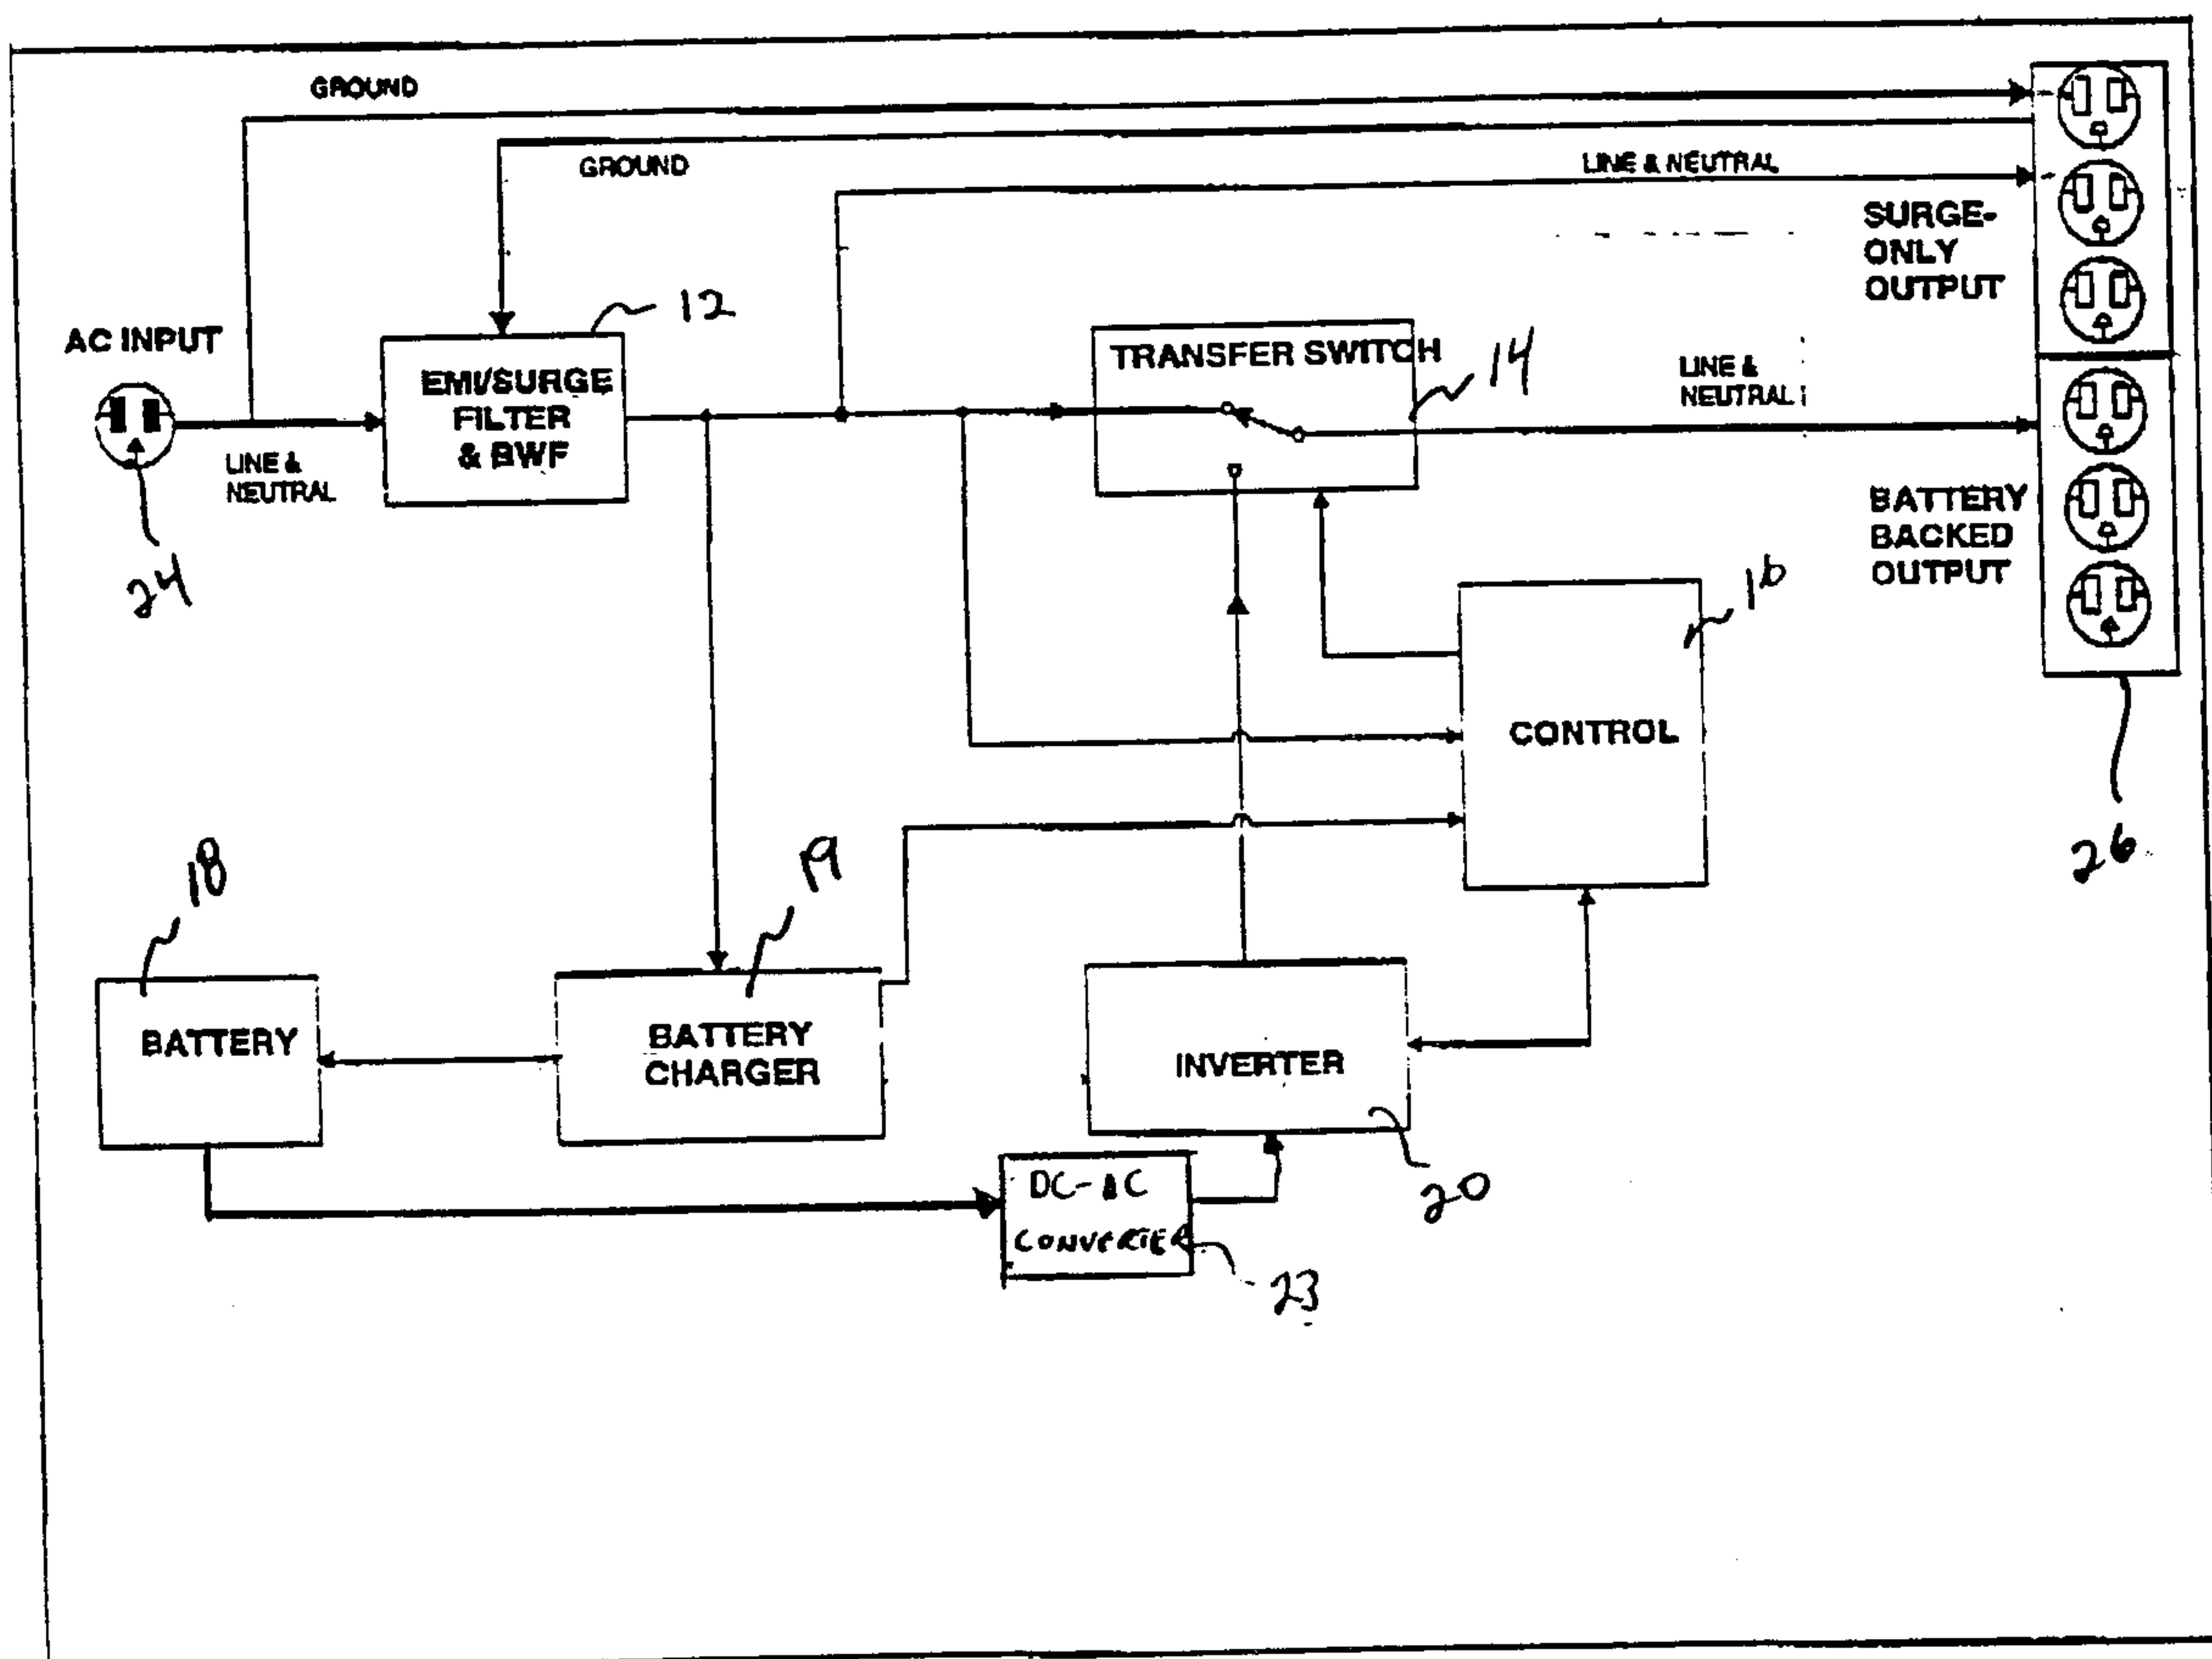 GROUND
GROUND
LINE & NEUTRAL
SURGE-
ONLY
OUTPUT
AC INPUT
12
EMI/SURGE
FILTER
& BWF
TRANSFER SWITCH
14
LINE &
NEUTRAL
LINE &
NEUTRAL
24
BATTERY
BACKED
OUTPUT
16
CONTROL
26
18
19
BATTERY
BATTERY
CHARGER
INVERTER
20
DC-AC
CONVERTER
23